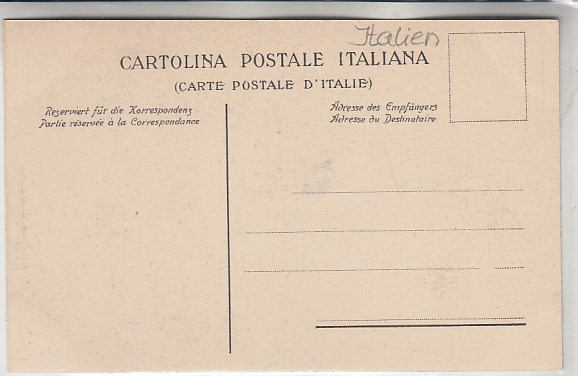 Italien
CARTOLINA POSTALE ITALIANA
(CARTE POSTALE D'ITALIE)
Reserviert für die Korrespondenz
Partie réservée à la Correspondance
Adresse des Empfängers
Adresse du Destinataire